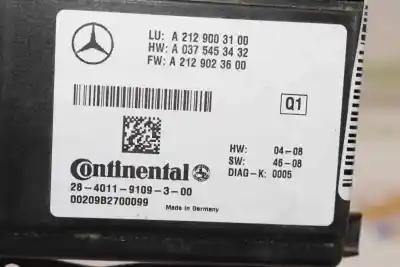 LU: A 212 900 31 00
HW: A 037 545 34 32
FW: A 212 902 36 00
Q1
HW: 04-08
SW: 46-08
DIAG-K: 0005
Continental
28-4011-9109-3-00
00209B2700099
Made in Germany